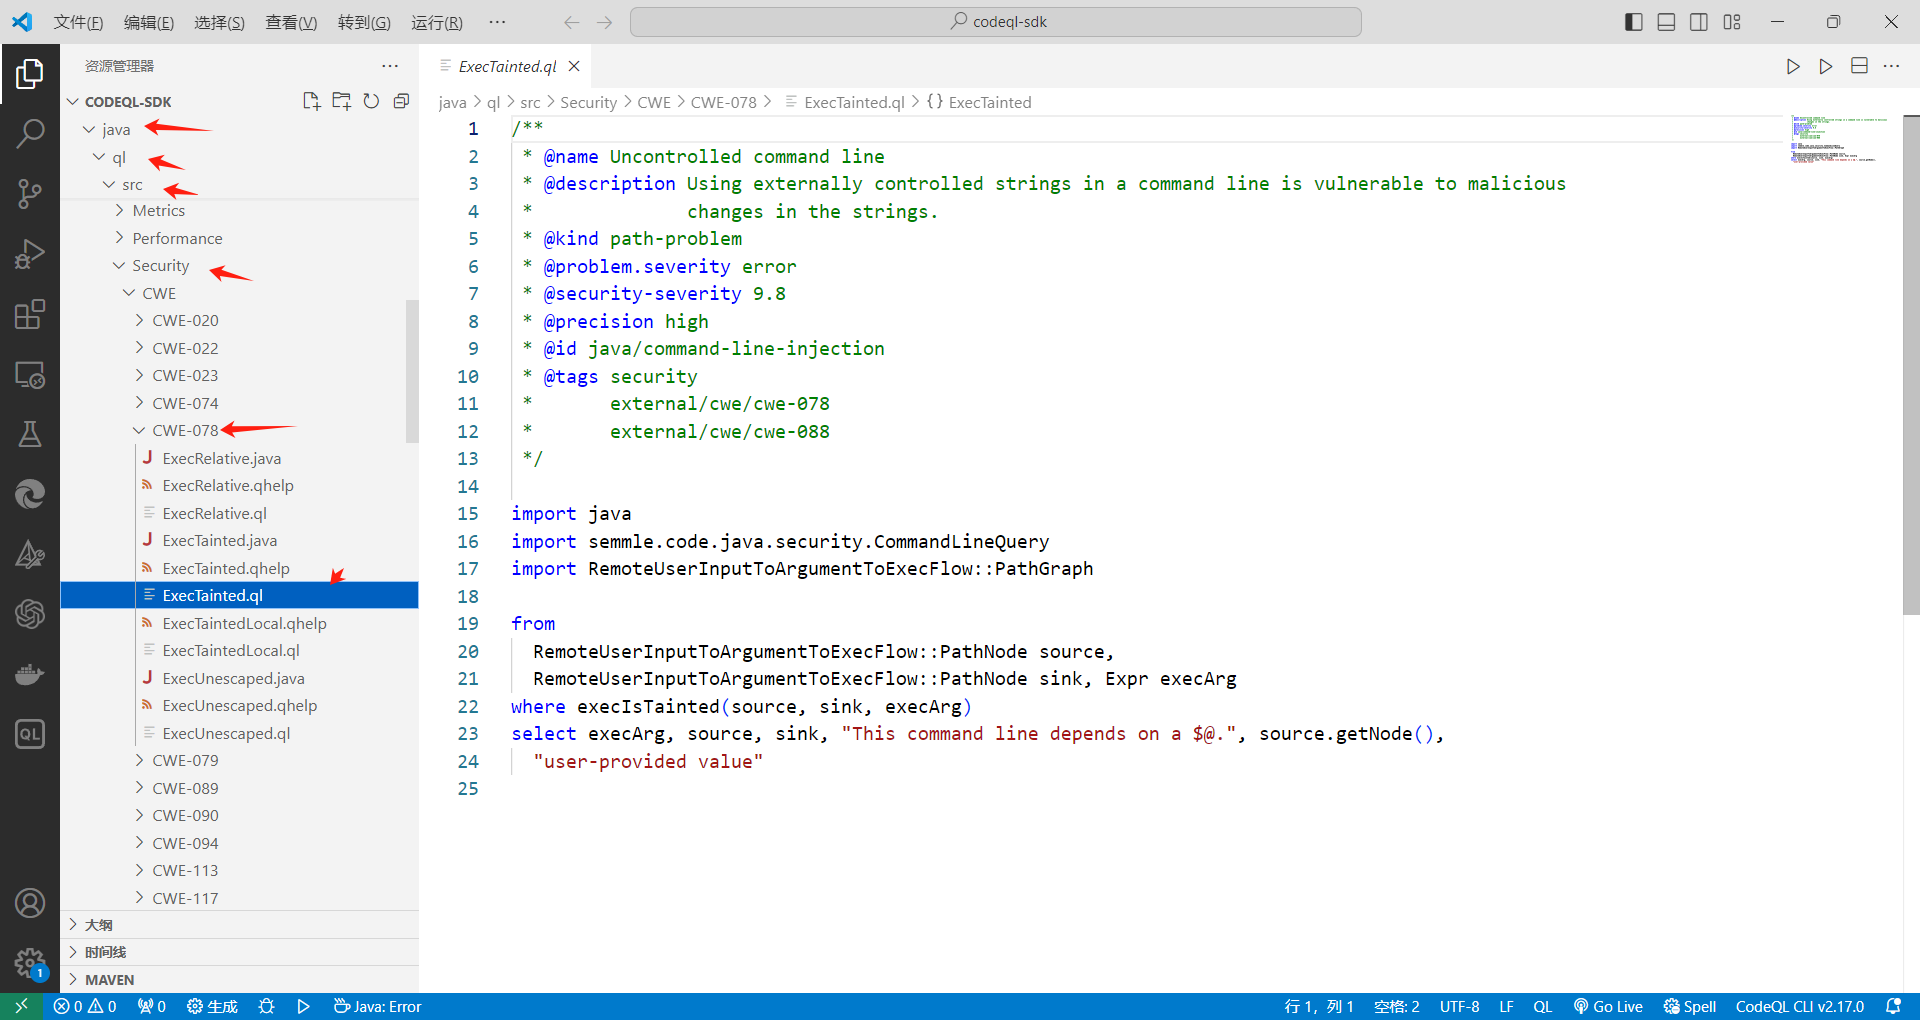 文件(F) 编辑(E) 选择(S) 查看(V) 转到(G) 运行(R) ··· codeql-sdk
资源管理器 ···
CODEQL-SDK
java
ql
src
Metrics
Performance
Security
CWE
CWE-020
CWE-022
CWE-023
CWE-074
CWE-078
ExecRelative.java
ExecRelative.qhelp
ExecRelative.ql
ExecTainted.java
ExecTainted.qhelp
ExecTainted.ql
ExecTaintedLocal.qhelp
ExecTaintedLocal.ql
ExecUnescaped.java
ExecUnescaped.qhelp
ExecUnescaped.ql
CWE-079
CWE-089
CWE-090
CWE-094
CWE-113
CWE-117
大纲
时间线
MAVEN
QL
1
ExecTainted.ql
java > ql > src > Security > CWE > CWE-078 > ExecTainted.ql > {} ExecTainted
1 /**
2 * @name Uncontrolled command line
3 * @description Using externally controlled strings in a command line is vulnerable to malicious
4 * changes in the strings.
5 * @kind path-problem
6 * @problem.severity error
7 * @security-severity 9.8
8 * @precision high
9 * @id java/command-line-injection
10 * @tags security
11 * external/cwe/cwe-078
12 * external/cwe/cwe-088
13 */
14
15 import java
16 import semmle.code.java.security.CommandLineQuery
17 import RemoteUserInputToArgumentToExecFlow::PathGraph
18
19 from
20 RemoteUserInputToArgumentToExecFlow::PathNode source,
21 RemoteUserInputToArgumentToExecFlow::PathNode sink, Expr execArg
22 where execIsTainted(source, sink, execArg)
23 select execArg, source, sink, "This command line depends on a $@.", source.getNode(),
24 "user-provided value"
25
0 0 0 生成 Java: Error 行 1, 列 1 空格: 2 UTF-8 LF QL Go Live Spell CodeQL CLI v2.17.0